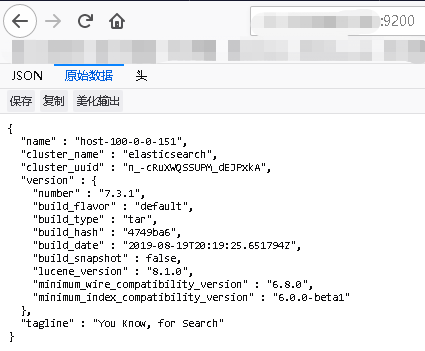 :9200
JSON 原始数据 头
保存 复制 美化输出
{
"name" : "host-100-0-0-151",
"cluster_name" : "elasticsearch",
"cluster_uuid" : "n_-cRuXWQSSUPM_dEJPxkA",
"version" : {
"number" : "7.3.1",
"build_flavor" : "default",
"build_type" : "tar",
"build_hash" : "4749ba6",
"build_date" : "2019-08-19T20:19:25.651794Z",
"build_snapshot" : false,
"lucene_version" : "8.1.0",
"minimum_wire_compatibility_version" : "6.8.0",
"minimum_index_compatibility_version" : "6.0.0-beta1"
},
"tagline" : "You Know, for Search"
}